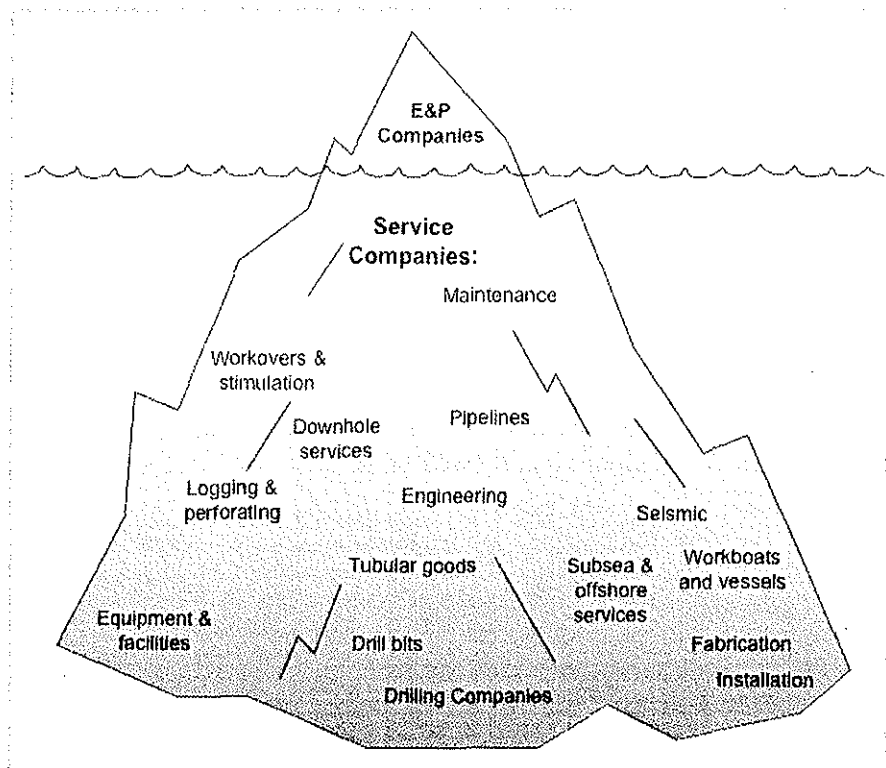 E&P
Companies
Service
Companies:
Maintenance
Workovers &
stimulation
Downhole
services
Pipelines
Logging &
perforating
Engineering
Seismic
Tubular goods
Subsea &
offshore
services
Workboats
and vessels
Equipment &
facilities
Drill bits
Fabrication
Installation
Drilling Companies